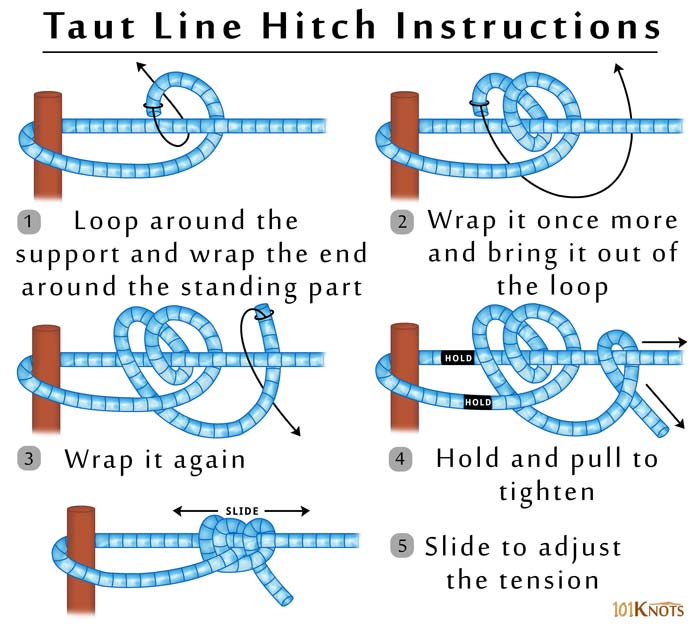 Taut Line Hitch Instructions
1 Loop around the
support and wrap the end
around the standing part
2 Wrap it once more
and bring it out of
the loop
3 Wrap it again
HOLD
HOLD
4 Hold and pull to
tighten
SLIDE
5 Slide to adjust
the tension
101KNOTS